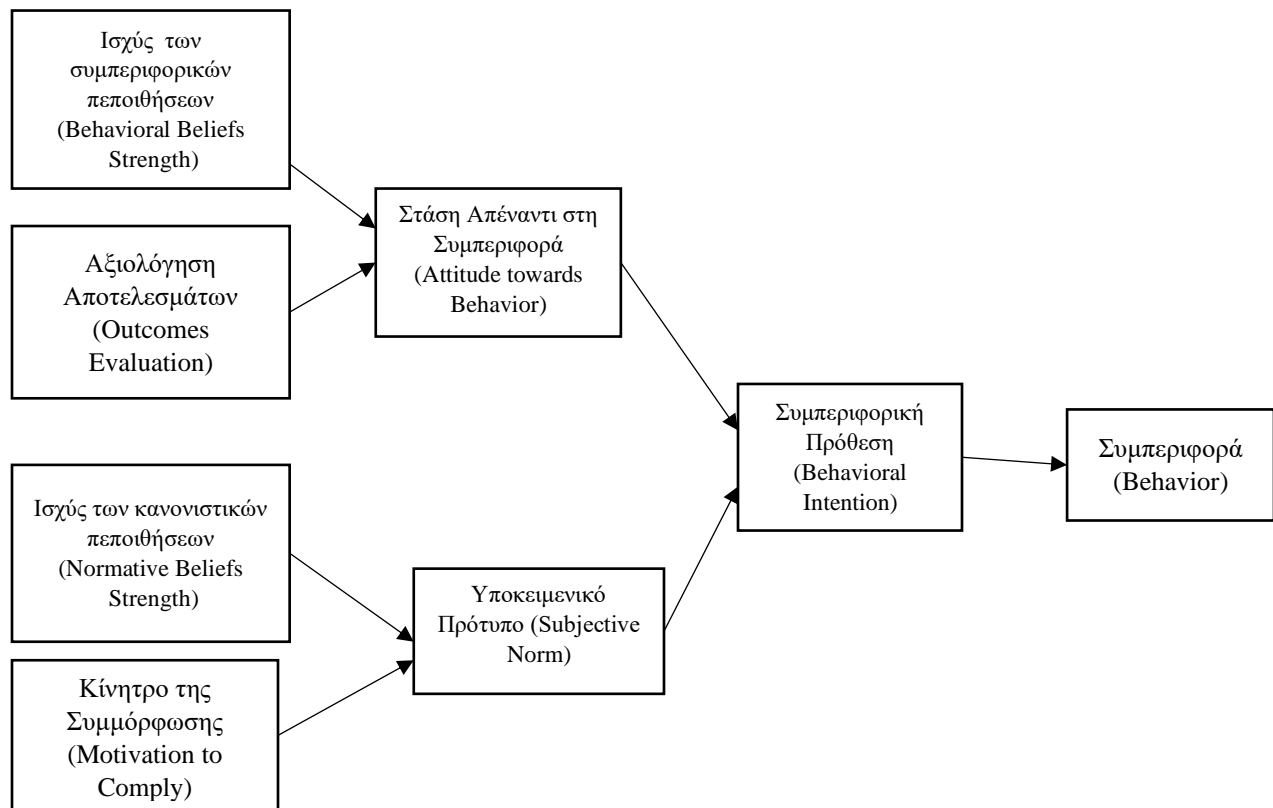 Ισχύς των
συμπεριφορικών
πεποιθήσεων
(Behavioral Beliefs
Strength)
Αξιολόγηση
Αποτελεσμάτων
(Outcomes
Evaluation)
Στάση Απέναντι στη
Συμπεριφορά
(Attitude towards
Behavior)
Ισχύς των κανονιστικών
πεποιθήσεων
(Normative Beliefs
Strength)
Κίνητρο της
Συμμόρφωσης
(Motivation to
Comply)
Υποκειμενικό
Πρότυπο (Subjective
Norm)
Συμπεριφορική
Πρόθεση
(Behavioral
Intention)
Συμπεριφορά
(Behavior)